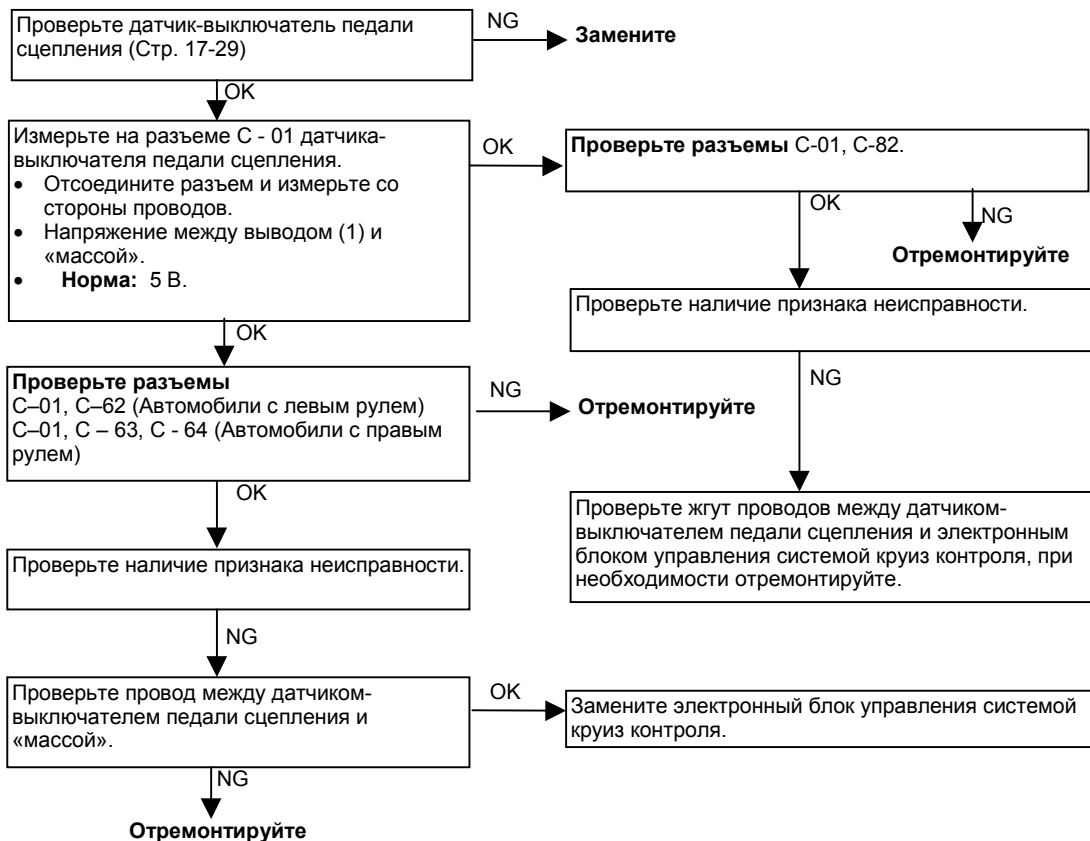 Проверьте датчик-выключатель педали
сцепления (Стр. 17-29)
NG
Замените
OK
Измерьте на разъеме С - 01 датчика-
выключателя педали сцепления.
• Отсоедините разъем и измерьте со
стороны проводов.
• Напряжение между выводом (1) и
«массой».
• Норма: 5 В.
OK
Проверьте разъемы С-01, С-82.
OK
NG
Отремонтируйте
Проверьте наличие признака неисправности.
NG
Проверьте жгут проводов между датчиком-
выключателем педали сцепления и электронным
блоком управления системой круиз контроля, при
необходимости отремонтируйте.
OK
Проверьте разъемы
С–01, С–62 (Автомобили с левым рулем)
С–01, С – 63, С - 64 (Автомобили с правым
рулем)
NG
Отремонтируйте
OK
Проверьте наличие признака неисправности.
NG
Проверьте провод между датчиком-
выключателем педали сцепления и
«массой».
OK
Замените электронный блок управления системой
круиз контроля.
NG
Отремонтируйте